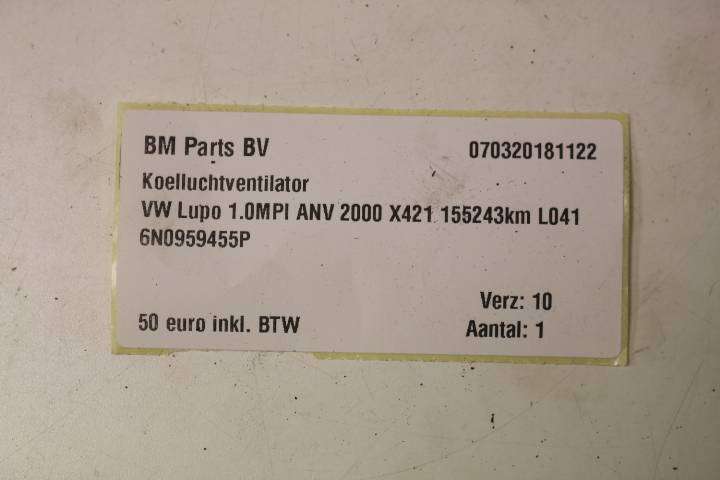 BM Parts BV 070320181122
Koelluchtventilator
VW Lupo 1.0MPI ANV 2000 X421 155243km L041
6N0959455P
Verz: 10
50 euro inkl. BTW Aantal: 1